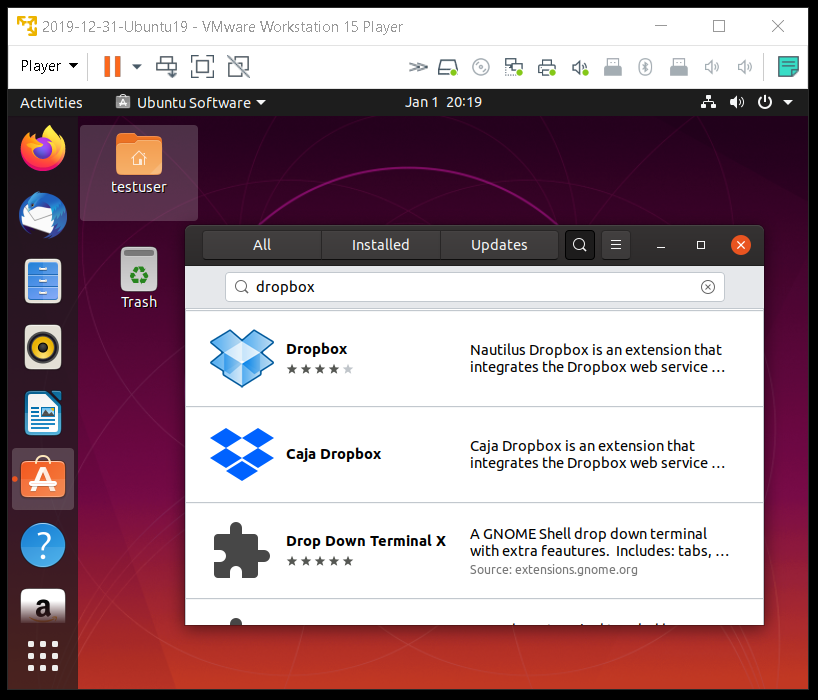 2019-12-31-Ubuntu19 - VMware Workstation 15 Player
Player
Activities
Ubuntu Software
Jan 1 20:19
testuser
Trash
All
Installed
Updates
dropbox
Dropbox
Nautilus Dropbox is an extension that
integrates the Dropbox web service …
Caja Dropbox
Caja Dropbox is an extension that
integrates the Dropbox web service …
Drop Down Terminal X
A GNOME Shell drop down terminal
with extra feautures. Includes: tabs, …
Source: extensions.gnome.org
?
a